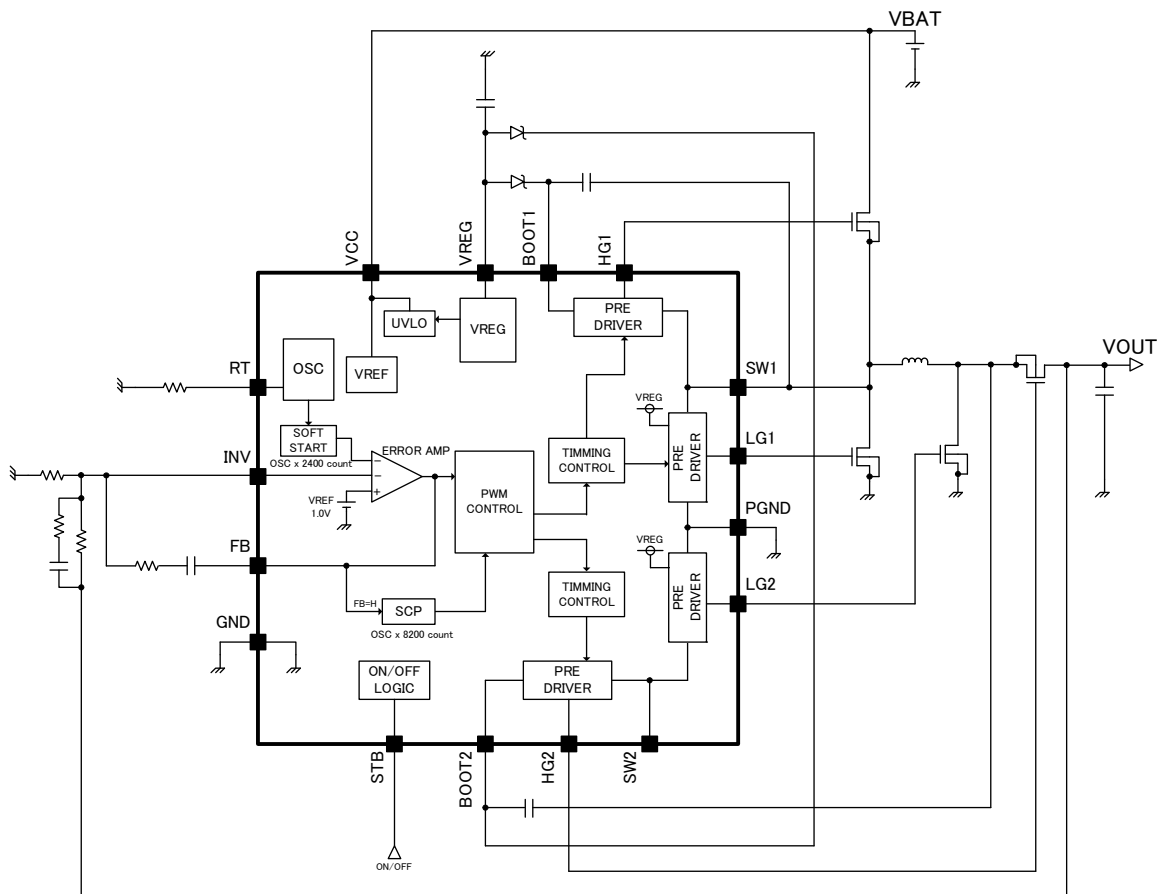 VBAT
VCC
VREG
BOOT1
HG1
PRE
DRIVER
UVLO
VREG
VREF
VOUT
RT
OSC
SW1
VREG
SOFT
START
OSC x 2400 count
ERROR AMP
INV
TIMMING
CONTROL
PRE
DRIVER
LG1
PWM
CONTROL
VREF
1.0V
PGND
FB
VREG
TIMMING
CONTROL
PRE
DRIVER
LG2
FB=H
SCP
OSC x 8200 count
GND
ON/OFF
LOGIC
PRE
DRIVER
STB
BOOT2
HG2
SW2
ON/OFF